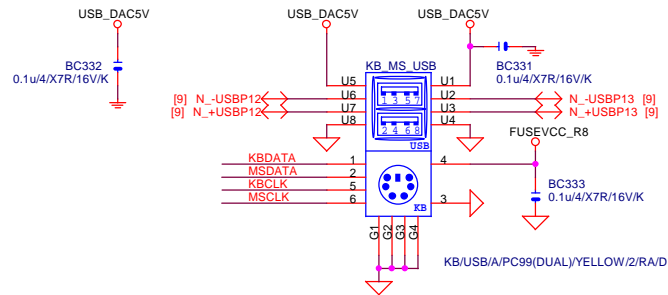 USB_DAC5V USB_DAC5V USB_DAC5V
BC332
0.1u/4/X7R/16V/K
KB_MS_USB
BC331
0.1u/4/X7R/16V/K
U5 U1
[9] N_-USBP12 U6 1 3 5 7 U2 N_-USBP13 [9]
[9] N_+USBP12 U7 U3 N_+USBP13 [9]
U8 2 4 6 8 U4
USB
FUSEVCC_R8
KBDATA 1 4
MSDATA 2
KBCLK 5
MSCLK 6 3
KB
BC333
0.1u/4/X7R/16V/K
G1 G2 G3 G4
KB/USB/A/PC99(DUAL)/YELLOW/2/RA/D